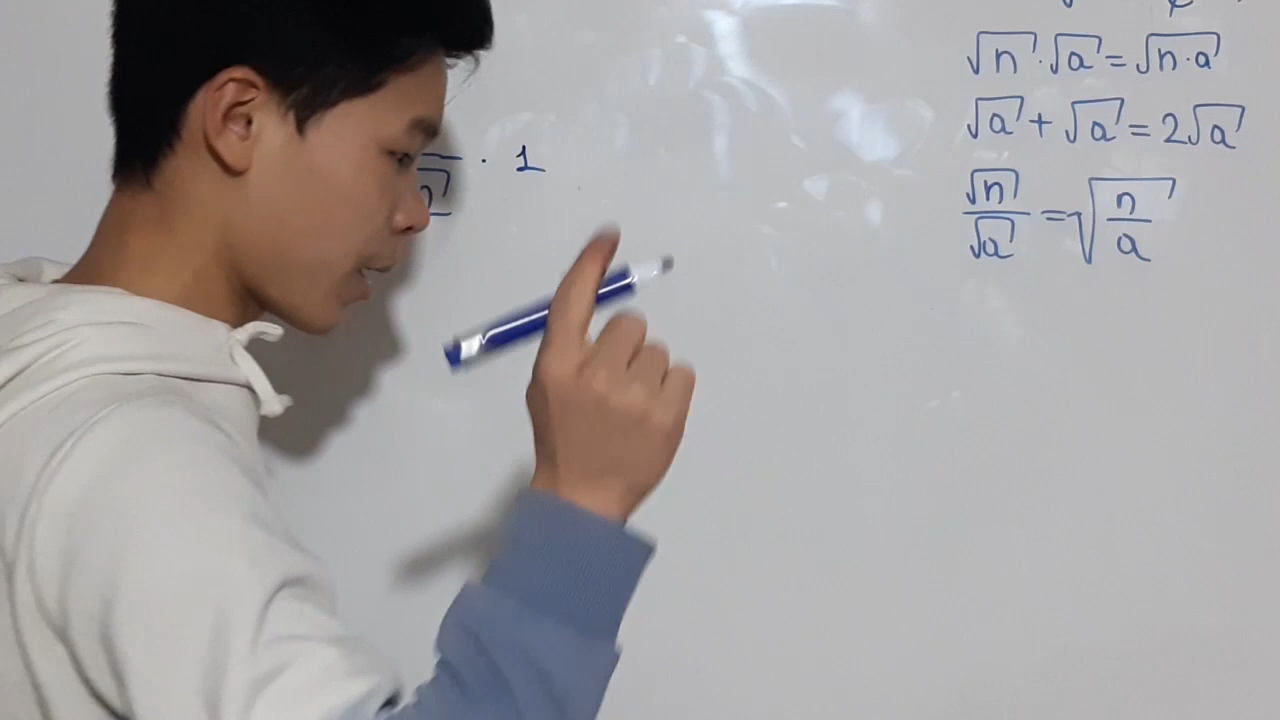 √n · √a = √n·a
√a + √a = 2√a
√n/√a = √n/a
· 1